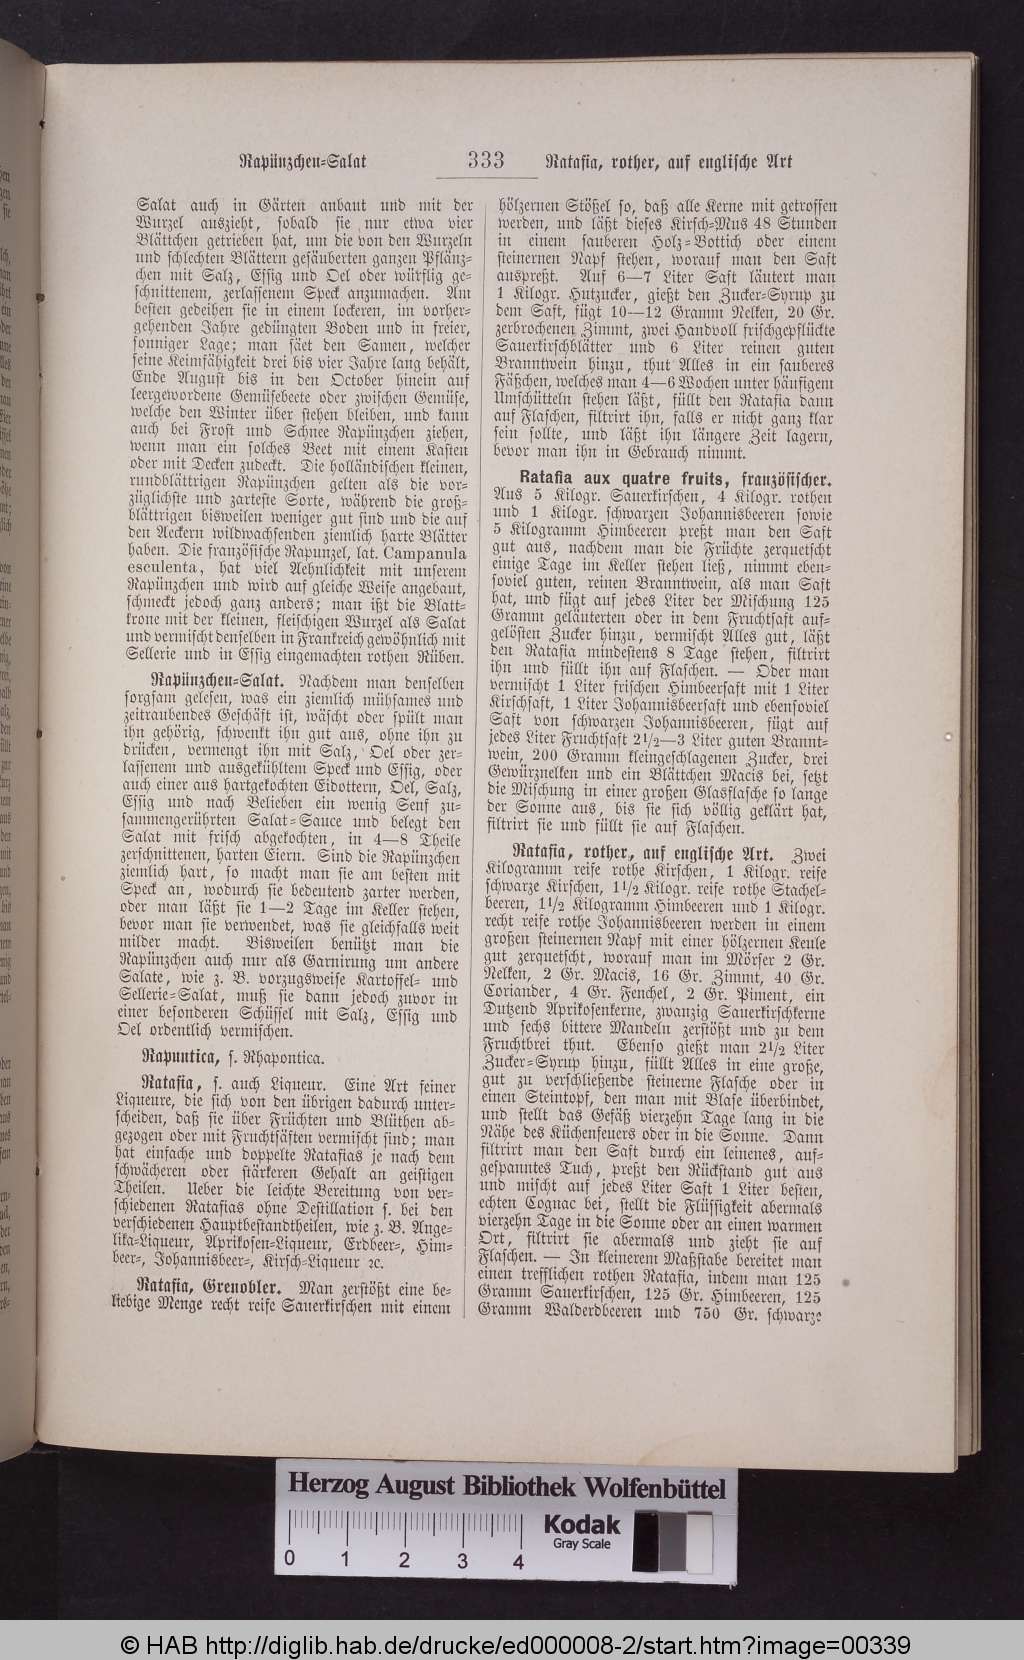 Rapünzchen-Salat 333 Ratafia, rother, auf englische Art
Salat auch in Gärten anbaut und mit der
Wurzel auszieht, sobald sie nur etwa vier
Blättchen getrieben hat, um die von den Wurzeln
und schlechten Blättern gesäuberten ganzen Pflänz-
chen mit Salz, Essig und Oel oder würflig ge-
schnittenem, zerlassenem Speck anzumachen. Am
besten gedeihen sie in einem lockeren, im vorher-
gehenden Jahre gedüngten Boden und in freier,
sonniger Lage; man säet den Samen, welcher
seine Keimfähigkeit drei bis vier Jahre lang behält,
Ende August bis in den October hinein auf
leergewordene Gemüsebeete oder zwischen Gemüse,
welche den Winter über stehen bleiben, und kann
auch bei Frost und Schnee Rapünzchen ziehen,
wenn man ein solches Beet mit einem Kasten
oder mit Decken zudeckt. Die holländischen kleinen,
rundblättrigen Rapünzchen gelten als die vor-
züglichste und zarteste Sorte, während die groß-
blättrigen bisweilen weniger gut sind und die auf
den Aeckern wildwachsenden ziemlich harte Blätter
haben. Die französische Rapunzel, lat. Campanula
esculenta, hat viel Aehnlichkeit mit unserem
Rapünzchen und wird auf gleiche Weise angebaut,
schmeckt jedoch ganz anders; man ißt die Blatt-
krone mit der kleinen, fleischigen Wurzel als Salat
und vermischt denselben in Frankreich gewöhnlich mit
Sellerie und in Essig eingemachten rothen Rüben.
Rapünzchen-Salat. Nachdem man denselben
sorgsam gelesen, was ein ziemlich mühsames und
zeitraubendes Geschäft ist, wäscht oder spült man
ihn gehörig, schwenkt ihn gut aus, ohne ihn zu
drücken, vermengt ihn mit Salz, Oel oder zer-
lassenem und ausgekühltem Speck und Essig, oder
auch einer aus hartgekochten Eidottern, Oel, Salz,
Essig und nach Belieben ein wenig Senf zu-
sammengerührten Salat-Sauce und belegt den
Salat mit frisch abgekochten, in 4—8 Theile
zerschnittenen, harten Eiern. Sind die Rapünzchen
ziemlich hart, so macht man sie am besten mit
Speck an, wodurch sie bedeutend zarter werden,
oder man läßt sie 1—2 Tage im Keller stehen,
bevor man sie verwendet, was sie gleichfalls weit
milder macht. Bisweilen benützt man die
Rapünzchen auch nur als Garnirung um andere
Salate, wie z. B. vorzugsweise Kartoffel- und
Sellerie-Salat, muß sie dann jedoch zuvor in
einer besonderen Schüssel mit Salz, Essig und
Oel ordentlich vermischen.
Rapuntica, s. Rhapontica.
Ratafia, s. auch Liqueur. Eine Art feiner
Liqueure, die sich von den übrigen dadurch unter-
scheiden, daß sie über Früchten und Blüthen ab-
gezogen oder mit Fruchtsäften vermischt sind; man
hat einfache und doppelte Ratafias je nach dem
schwächeren oder stärkeren Gehalt an geistigen
Theilen. Ueber die leichte Bereitung von ver-
schiedenen Ratafias ohne Destillation s. bei den
verschiedenen Hauptbestandtheilen, wie z. B. Ange-
lika-Liqueur, Aprikosen-Liqueur, Erdbeer-, Him-
beer-, Johannisbeer-, Kirsch-Liqueur ꝛc.
Ratafia, Grenobler. Man zerstößt eine be-
liebige Menge recht reife Sauerkirschen mit einem
hölzernen Stößel so, daß alle Kerne mit getroffen
werden, und läßt dieses Kirsch-Mus 48 Stunden
in einem sauberen Holz-Bottich oder einem
steinernen Napf stehen, worauf man den Saft
auspreßt. Auf 6—7 Liter Saft läutert man
1 Kilogr. Hutzucker, gießt den Zucker-Syrup zu
dem Saft, fügt 10—12 Gramm Nelken, 20 Gr.
zerbrochenen Zimmt, zwei Handvoll frischgepflückte
Sauerkirschblätter und 6 Liter reinen guten
Branntwein hinzu, thut Alles in ein sauberes
Fäßchen, welches man 4—6 Wochen unter häufigem
Umschütteln stehen läßt, füllt den Ratafia dann
auf Flaschen, filtrirt ihn, falls er nicht ganz klar
sein sollte, und läßt ihn längere Zeit lagern,
bevor man ihn in Gebrauch nimmt.
Ratafia aux quatre fruits, französischer.
Aus 5 Kilogr. Sauerkirschen, 4 Kilogr. rothen
und 1 Kilogr. schwarzen Johannisbeeren sowie
5 Kilogramm Himbeeren preßt man den Saft
gut aus, nachdem man die Früchte zerquetscht
einige Tage im Keller stehen ließ, nimmt eben-
soviel guten, reinen Branntwein, als man Saft
hat, und fügt auf jedes Liter der Mischung 125
Gramm geläuterten oder in dem Fruchtsaft auf-
gelösten Zucker hinzu, vermischt Alles gut, läßt
den Ratafia mindestens 8 Tage stehen, filtrirt
ihn und füllt ihn auf Flaschen. — Oder man
vermischt 1 Liter frischen Himbeersaft mit 1 Liter
Kirschsaft, 1 Liter Johannisbeersaft und ebensoviel
Saft von schwarzen Johannisbeeren, fügt auf
jedes Liter Fruchtsaft 2½—3 Liter guten Brannt-
wein, 200 Gramm kleingeschlagenen Zucker, drei
Gewürznelken und ein Blättchen Macis bei, setzt
die Mischung in einer großen Glasflasche so lange
der Sonne aus, bis sie sich völlig geklärt hat,
filtrirt sie und füllt sie auf Flaschen.
Ratafia, rother, auf englische Art. Zwei
Kilogramm reife rothe Kirschen, 1 Kilogr. reife
schwarze Kirschen, 1½ Kilogr. reife rothe Stachel-
beeren, 1½ Kilogramm Himbeeren und 1 Kilogr.
recht reife rothe Johannisbeeren werden in einem
großen steinernen Napf mit einer hölzernen Keule
gut zerquetscht, worauf man im Mörser 2 Gr.
Nelken, 2 Gr. Macis, 16 Gr. Zimmt, 40 Gr.
Coriander, 4 Gr. Fenchel, 2 Gr. Piment, ein
Dutzend Aprikosenkerne, zwanzig Sauerkirschkerne
und sechs bittere Mandeln zerstößt und zu dem
Fruchtbrei thut. Ebenso gießt man 2½ Liter
Zucker-Syrup hinzu, füllt Alles in eine große,
gut zu verschließende steinerne Flasche oder in
einen Steintopf, den man mit Blase überbindet,
und stellt das Gefäß vierzehn Tage lang in die
Nähe des Küchenfeuers oder in die Sonne. Dann
filtrirt man den Saft durch ein leinenes, auf-
gespanntes Tuch, preßt den Rückstand gut aus
und mischt auf jedes Liter Saft 1 Liter besten,
echten Cognac bei, stellt die Flüssigkeit abermals
vierzehn Tage in die Sonne oder an einen warmen
Ort, filtrirt sie abermals und zieht sie auf
Flaschen. — In kleinerem Maßstabe bereitet man
einen trefflichen rothen Ratafia, indem man 125
Gramm Sauerkirschen, 125 Gr. Himbeeren, 125
Gramm Walderdbeeren und 750 Gr. schwarze
Herzog August Bibliothek Wolfenbüttel
Kodak
Gray Scale
0 1 2 3 4
© HAB http://diglib.hab.de/drucke/ed000008-2/start.htm?image=00339